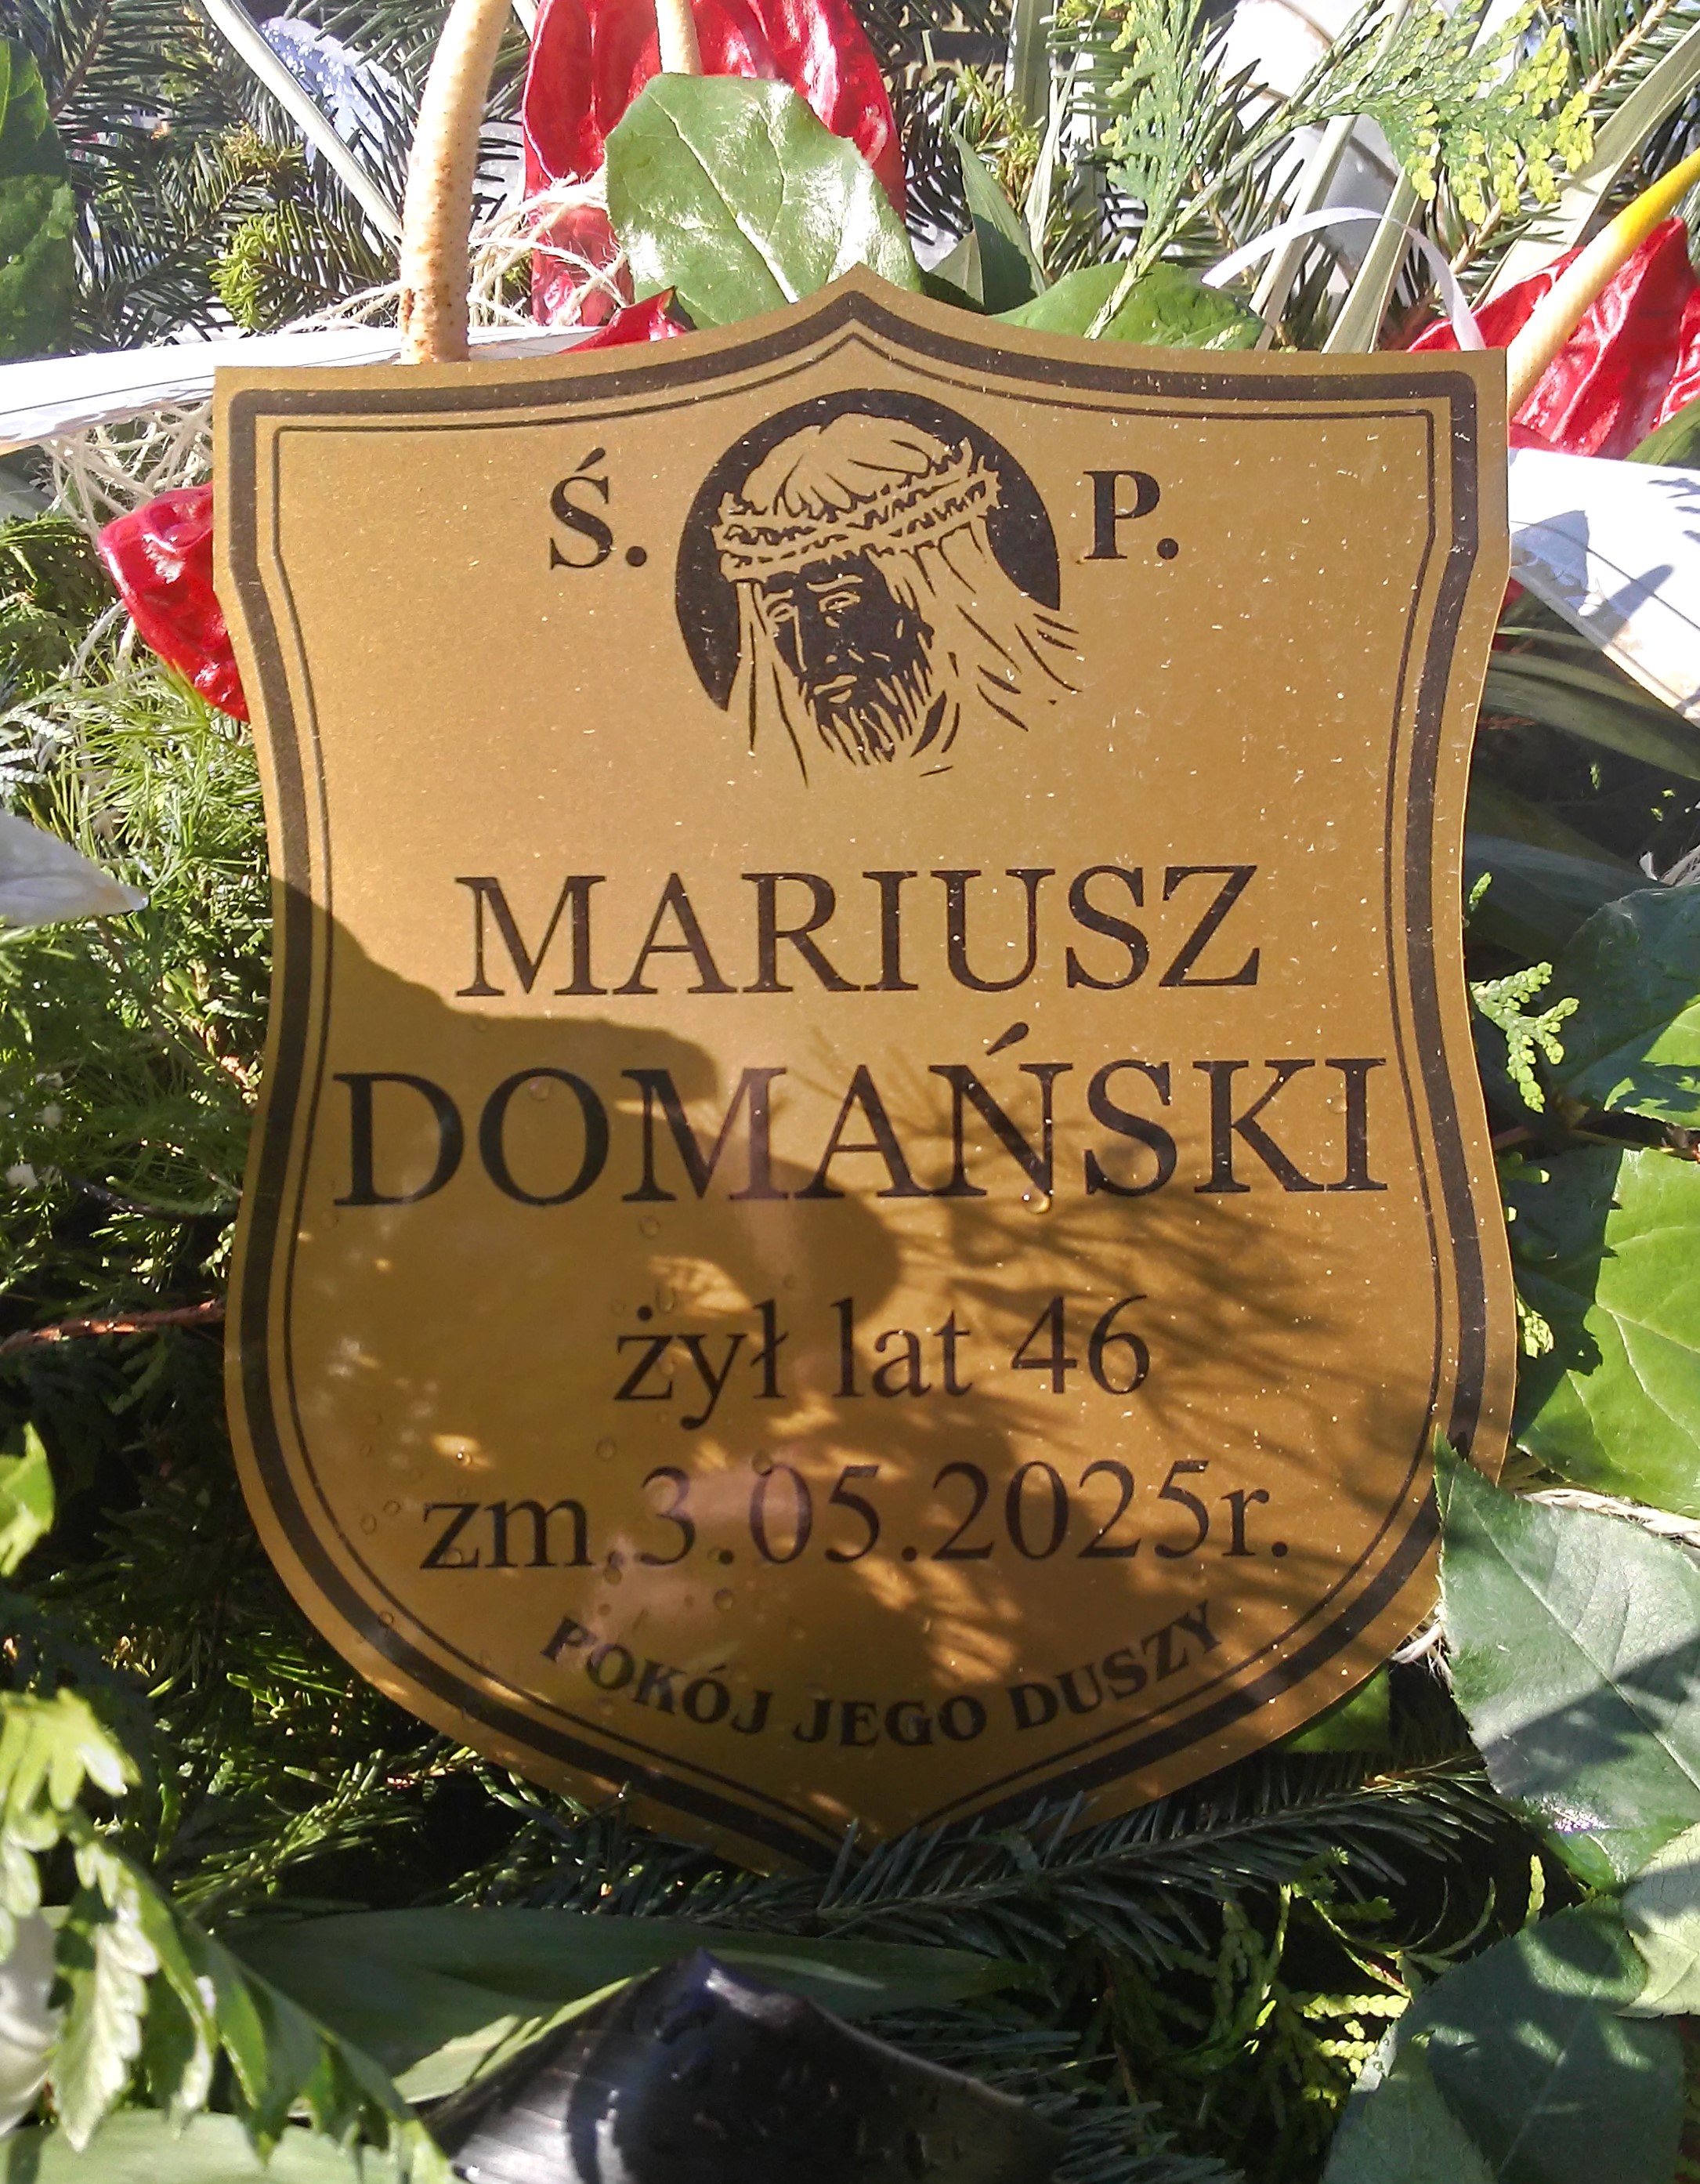 Ś. P.
MARIUSZ
DOMAŃSKI
żył lat 46
zm.3.05.2025r.
POKÓJ JEGO DUSZY